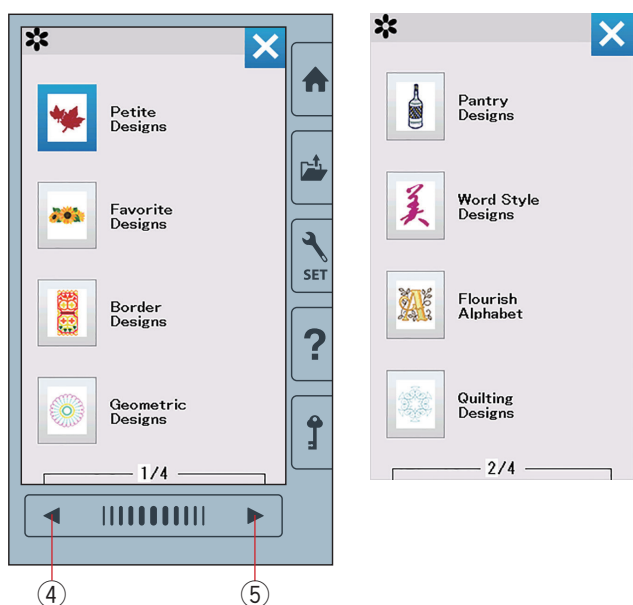 Petite
Designs
Favorite
Designs
Border
Designs
Geometric
Designs
1/4
SET
?
④
⑤
Pantry
Designs
美
Word Style
Designs
A
Flourish
Alphabet
Quilting
Designs
2/4